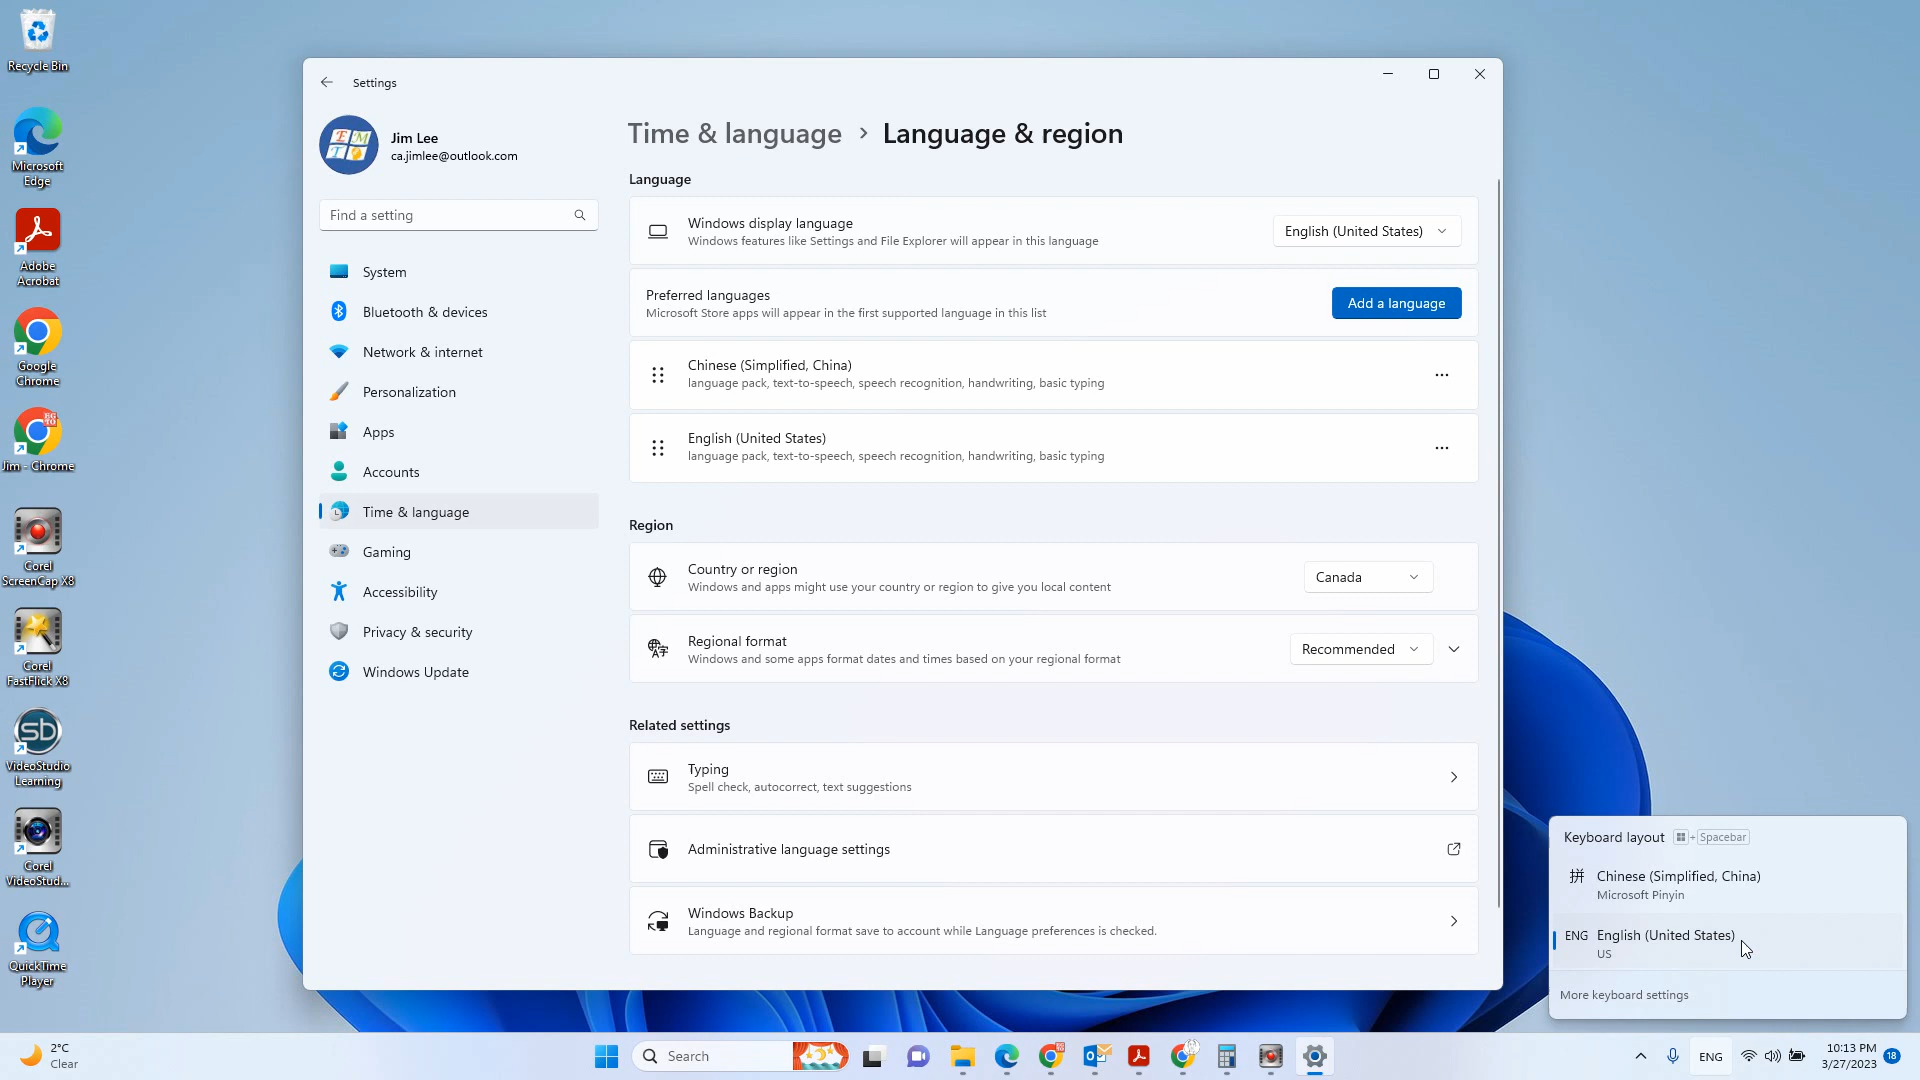 Recycle Bin
Microsoft
Edge
Adobe
Acrobat
Google
Chrome
Jim - Chrome
Corel
ScreenCap X8
Corel
FastFlick X8
VideoStudio
Learning
Corel
VideoStud...
QuickTime
Player
Settings
Jim Lee
ca.jimlee@outlook.com
Find a setting
System
Bluetooth & devices
Network & internet
Personalization
Apps
Accounts
Time & language
Gaming
Accessibility
Privacy & security
Windows Update
Time & language > Language & region
Language
Windows display language
Windows features like Settings and File Explorer will appear in this language
English (United States)
Preferred languages
Microsoft Store apps will appear in the first supported language in this list
Add a language
Chinese (Simplified, China)
language pack, text-to-speech, speech recognition, handwriting, basic typing
English (United States)
language pack, text-to-speech, speech recognition, handwriting, basic typing
Region
Country or region
Windows and apps might use your country or region to give you local content
Canada
Regional format
Windows and some apps format dates and times based on your regional format
Recommended
Related settings
Typing
Spell check, autocorrect, text suggestions
Administrative language settings
Windows Backup
Language and regional format save to account while Language preferences is checked.
Keyboard layout + Spacebar
拼 Chinese (Simplified, China)
Microsoft Pinyin
ENG English (United States)
US
More keyboard settings
2°C
Clear
Search
ENG
10:13 PM
3/27/2023
18